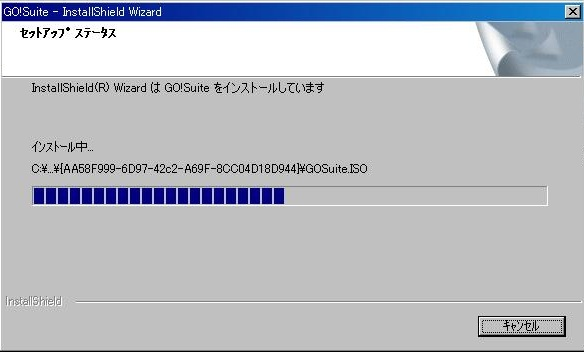 GO!Suite - InstallShield Wizard
ｾｯﾄｱｯﾌﾟ ｽﾃｰﾀｽ
InstallShield(R) Wizard は GO!Suite をインストールしています
インストール中...
C:¥...¥{AA58F999-6D97-42c2-A69F-8CC04D18D944}¥GOSuite.ISO
InstallShield
ｷｬﾝｾﾙ